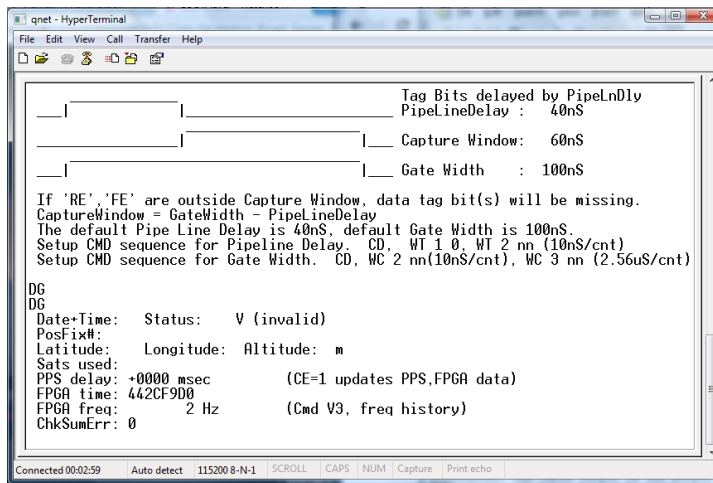 qnet - HyperTerminal
File Edit View Call Transfer Help
Tag Bits delayed by PipeLnDly
___| |____________________ PipeLineDelay : 40nS
_______________| |___ Capture Window: 60nS
___| |___ Gate Width : 100nS
If 'RE','FE' are outside Capture Window, data tag bit(s) will be missing.
CaptureWindow = GateWidth - PipeLineDelay
The default Pipe Line Delay is 40nS, default Gate Width is 100nS.
Setup CMD sequence for Pipeline Delay. CD, WT 1 0, WT 2 nn (10nS/cnt)
Setup CMD sequence for Gate Width. CD, WC 2 nn(10nS/cnt), WC 3 nn (2.56uS/cnt)
DG
DG
Date+Time: Status: V (invalid)
PosFix#:
Latitude: Longitude: Altitude: m
Sats used:
PPS delay: +0000 msec (CE=1 updates PPS,FPGA data)
FPGA time: 442CF9D0
FPGA freq: 2 Hz (Cmd V3, freq history)
ChkSumErr: 0
Connected 00:02:59 Auto detect 115200 8-N-1 SCROLL CAPS NUM Capture Print echo